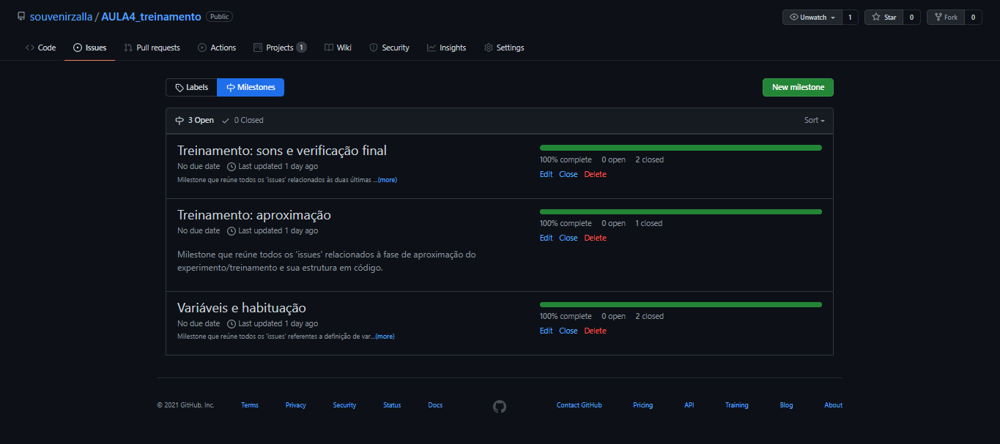 souvenirzalla / AULA4_treinamento Public Unwatch 1 Star 0 Fork 0
Code Issues Pull requests Actions Projects 1 Wiki Security Insights Settings
Labels Milestones New milestone
3 Open 0 Closed Sort
Treinamento: sons e verificação final
No due date Last updated 1 day ago
Milestone que reúne todos os 'issues' relacionados às duas últimas ...(more)
100% complete 0 open 2 closed
Edit Close Delete
Treinamento: aproximação
No due date Last updated 1 day ago
Milestone que reúne todos os 'issues' relacionados à fase de aproximação do
experimento/treinamento e sua estrutura em código.
100% complete 0 open 1 closed
Edit Close Delete
Variáveis e habituação
No due date Last updated 1 day ago
Milestone que reúne todos os 'issues' referentes a definição de var...(more)
100% complete 0 open 2 closed
Edit Close Delete
© 2021 GitHub, Inc. Terms Privacy Security Status Docs Contact GitHub Pricing API Training Blog About